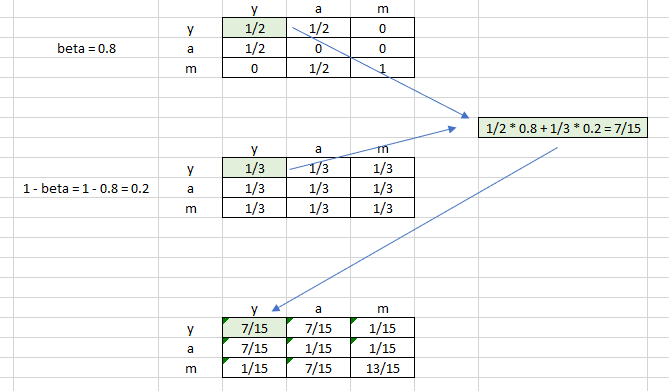 y a m
y 1/2 1/2 0
beta = 0.8 a 1/2 0 0
m 0 1/2 1
1/2 * 0.8 + 1/3 * 0.2 = 7/15
y a m
y 1/3 1/3 1/3
1 - beta = 1 - 0.8 = 0.2 a 1/3 1/3 1/3
m 1/3 1/3 1/3
y a m
y 7/15 7/15 1/15
a 7/15 1/15 1/15
m 1/15 7/15 13/15